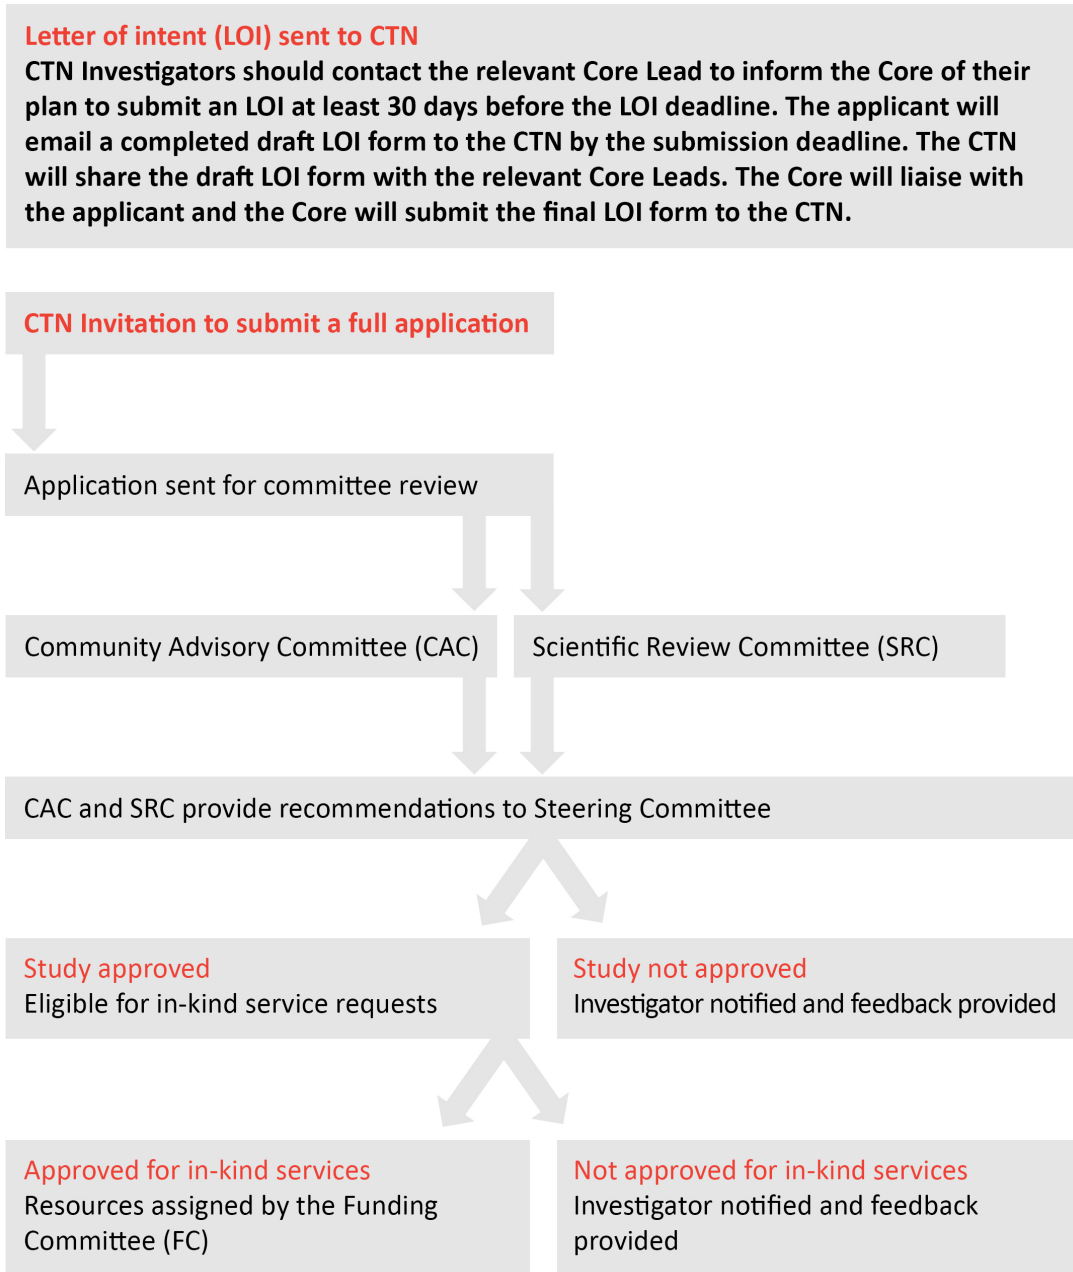 Letter of intent (LOI) sent to CTN
CTN Investigators should contact the relevant Core Lead to inform the Core of their
plan to submit an LOI at least 30 days before the LOI deadline. The applicant will
email a completed draft LOI form to the CTN by the submission deadline. The CTN
will share the draft LOI form with the relevant Core Leads. The Core will liaise with
the applicant and the Core will submit the final LOI form to the CTN.
CTN Invitation to submit a full application
Application sent for committee review
Community Advisory Committee (CAC)
Scientific Review Committee (SRC)
CAC and SRC provide recommendations to Steering Committee
Study approved
Eligible for in-kind service requests
Study not approved
Investigator notified and feedback provided
Approved for in-kind services
Resources assigned by the Funding
Committee (FC)
Not approved for in-kind services
Investigator notified and feedback
provided